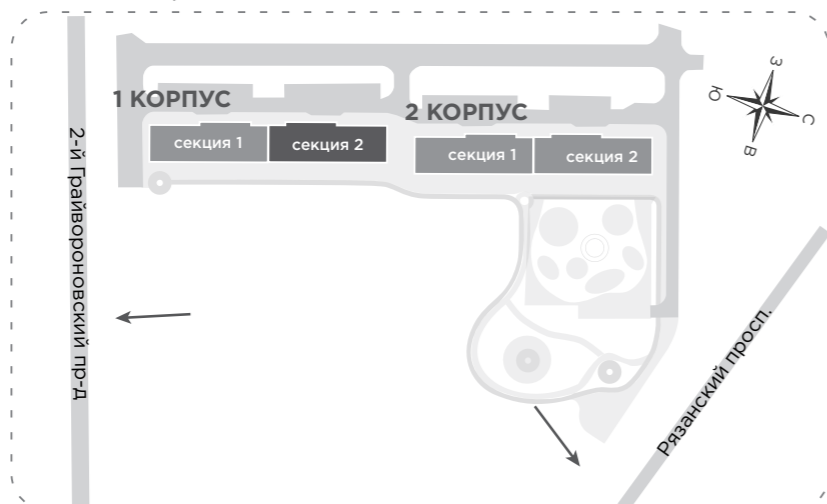 1 КОРПУС
2 КОРПУС
секция 1
секция 2
секция 1
секция 2
2-й Грайвороновский пр-д
Рязанский просп.
З
Ю
С
В